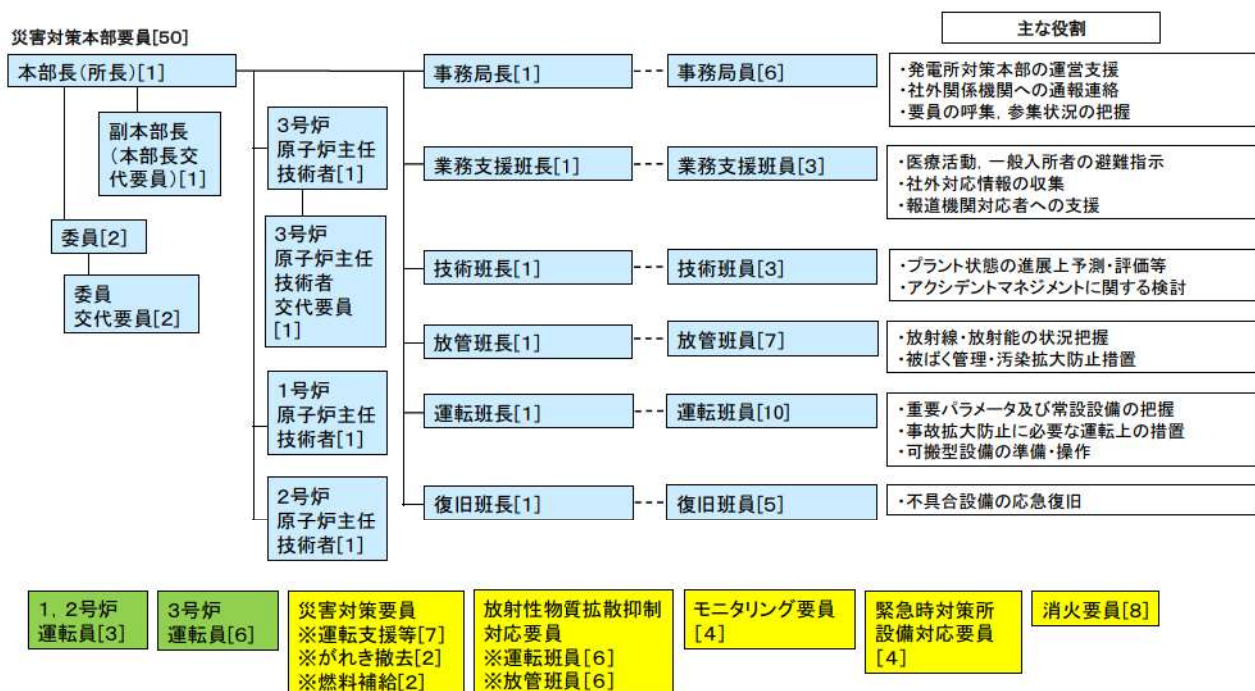 災害対策本部要員[50]
本部長(所長)[1]
副本部長
(本部長交
代要員)[1]
委員[2]
委員
交代要員[2]
3号炉
原子炉主任
技術者[1]
3号炉
原子炉主任
技術者
交代要員
[1]
1号炉
原子炉主任
技術者[1]
2号炉
原子炉主任
技術者[1]
主な役割
事務局長[1]
事務局員[6]
・発電所対策本部の運営支援
・社外関係機関への通報連絡
・要員の呼集，参集状況の把握
業務支援班長[1]
業務支援班員[3]
・医療活動，一般入所者の避難指示
・社外対応情報の収集
・報道機関対応者への支援
技術班長[1]
技術班員[3]
・プラント状態の進展上予測・評価等
・アクシデントマネジメントに関する検討
放管班長[1]
放管班員[7]
・放射線・放射能の状況把握
・被ばく管理・汚染拡大防止措置
運転班長[1]
運転班員[10]
・重要パラメータ及び常設設備の把握
・事故拡大防止に必要な運転上の措置
・可搬型設備の準備・操作
復旧班長[1]
復旧班員[5]
・不具合設備の応急復旧
1，2号炉
運転員[3]
3号炉
運転員[6]
災害対策要員
※運転支援等[7]
※がれき撤去[2]
※燃料補給[2]
放射性物質拡散抑制
対応要員
※運転班員[6]
※放管班員[6]
モニタリング要員
[4]
緊急時対策所
設備対応要員
[4]
消火要員[8]